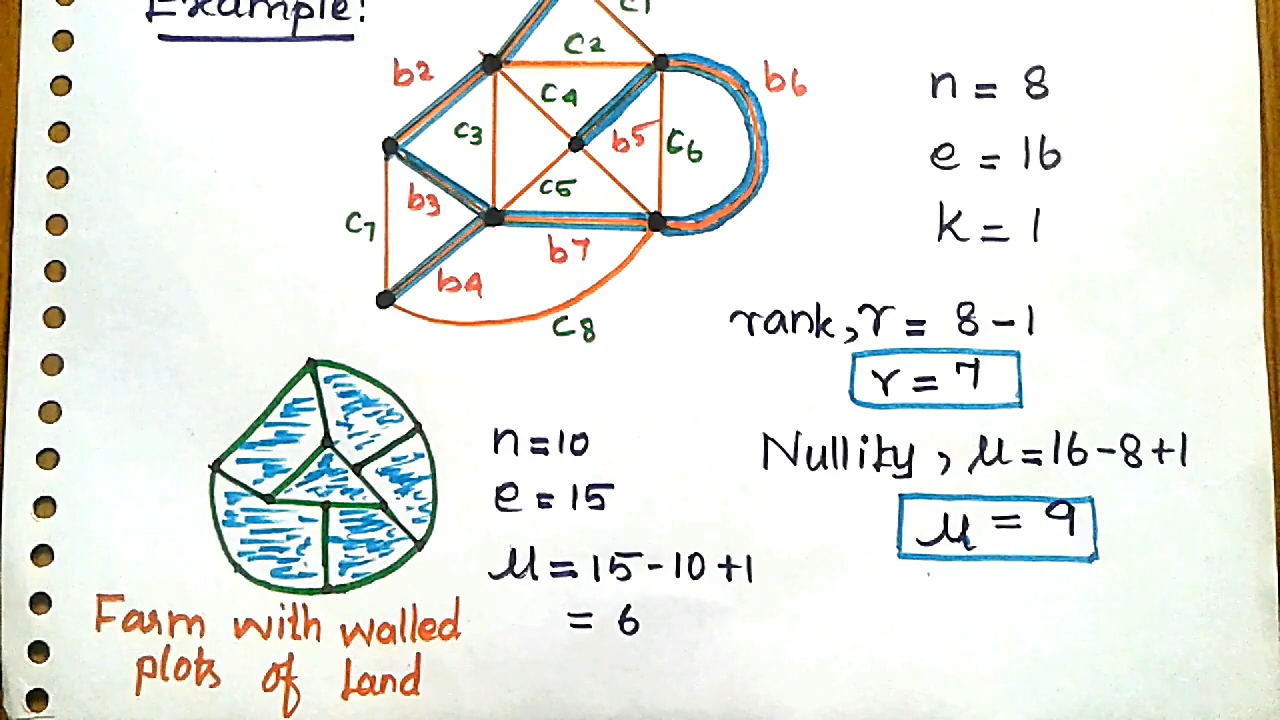 Example:
C1
C2
b2
b6
C4
C3
b5
C6
C5
b3
C7
b7
b4
C8
n = 8
e = 16
k = 1
rank, r = 8 - 1
r = 7
Nullity, μ = 16 - 8 + 1
μ = 9
n = 10
e = 15
μ = 15 - 10 + 1
= 6
Farm with walled
plots of Land